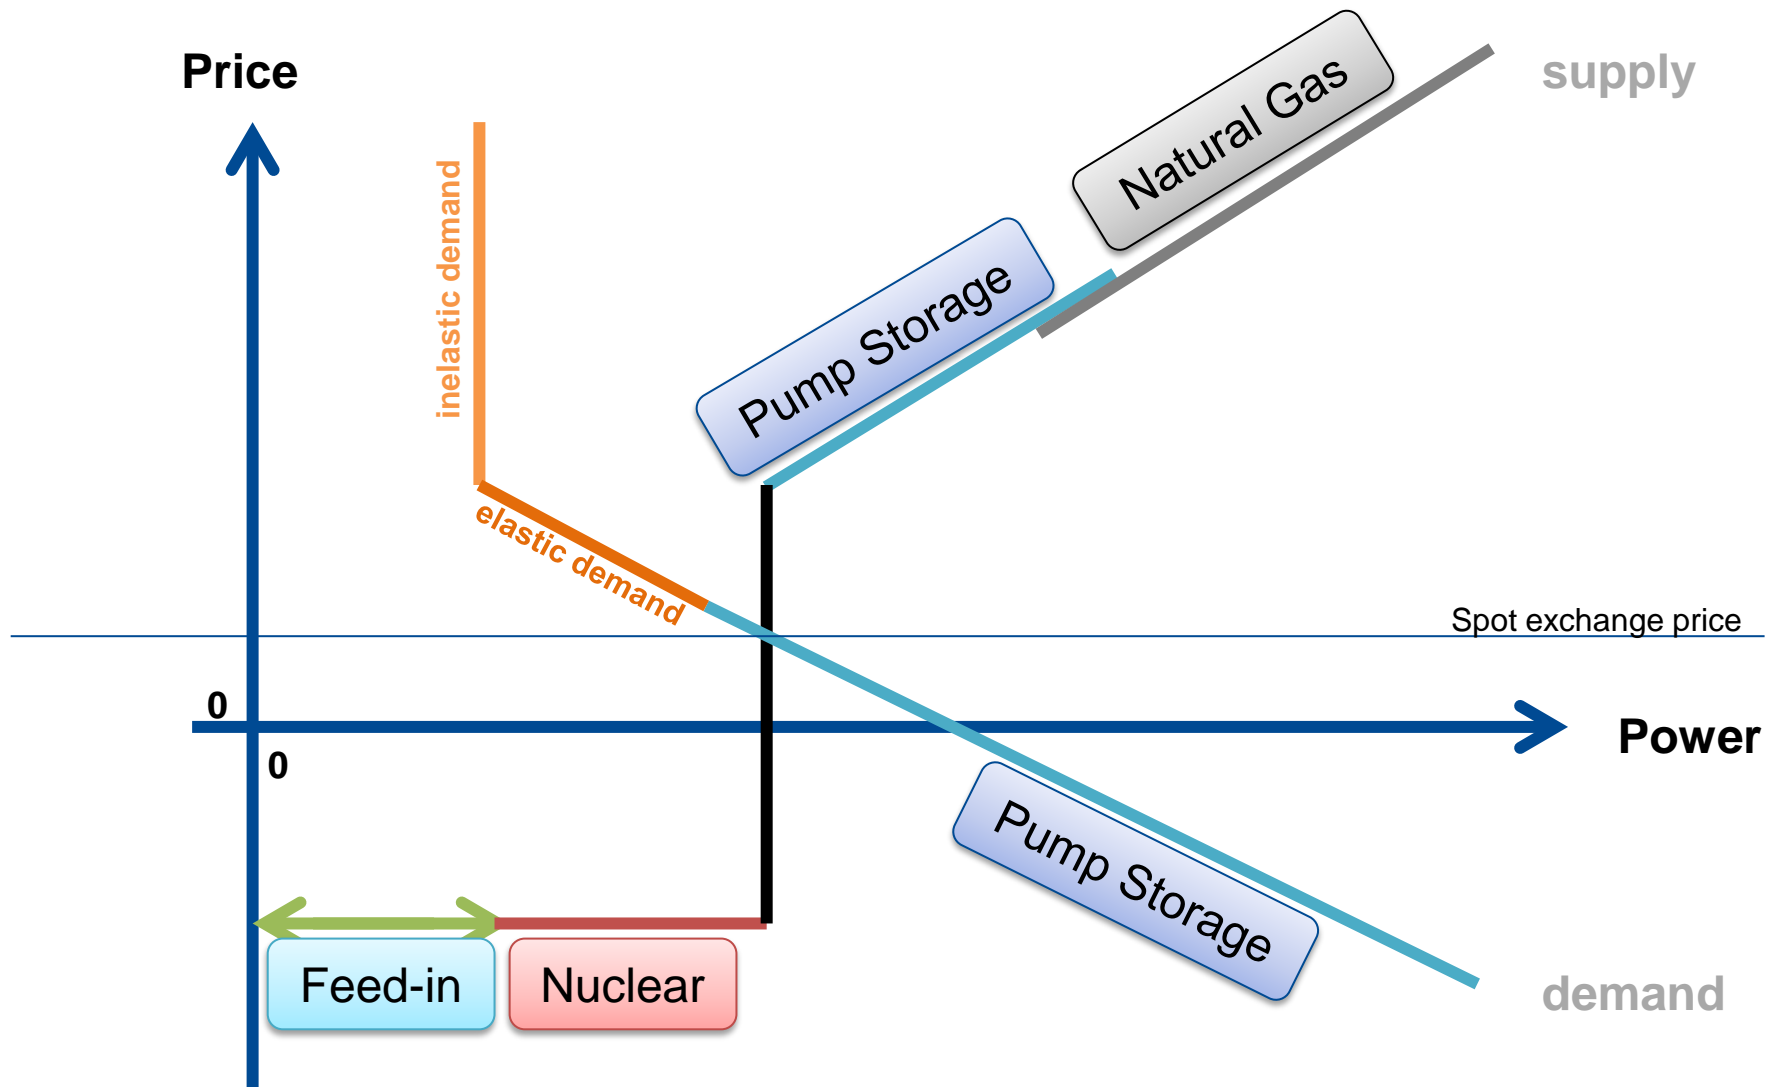 Price
supply
Natural Gas
inelastic demand
Pump Storage
elastic demand
Spot exchange price
0
Power
0
Pump Storage
Feed-in
Nuclear
demand